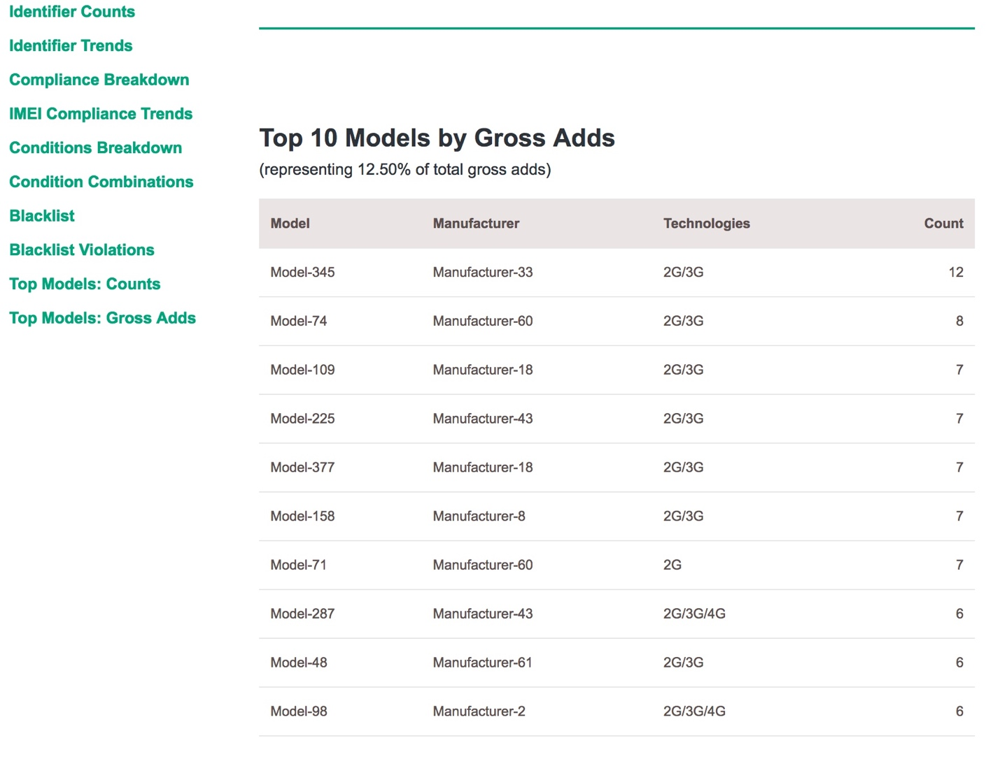 Identifier Counts
Identifier Trends
Compliance Breakdown
IMEI Compliance Trends
Conditions Breakdown
Condition Combinations
Blacklist
Blacklist Violations
Top Models: Counts
Top Models: Gross Adds
Top 10 Models by Gross Adds
(representing 12.50% of total gross adds)
Model Manufacturer Technologies Count
Model-345 Manufacturer-33 2G/3G 12
Model-74 Manufacturer-60 2G/3G 8
Model-109 Manufacturer-18 2G/3G 7
Model-225 Manufacturer-43 2G/3G 7
Model-377 Manufacturer-18 2G/3G 7
Model-158 Manufacturer-8 2G/3G 7
Model-71 Manufacturer-60 2G 7
Model-287 Manufacturer-43 2G/3G/4G 6
Model-48 Manufacturer-61 2G/3G 6
Model-98 Manufacturer-2 2G/3G/4G 6